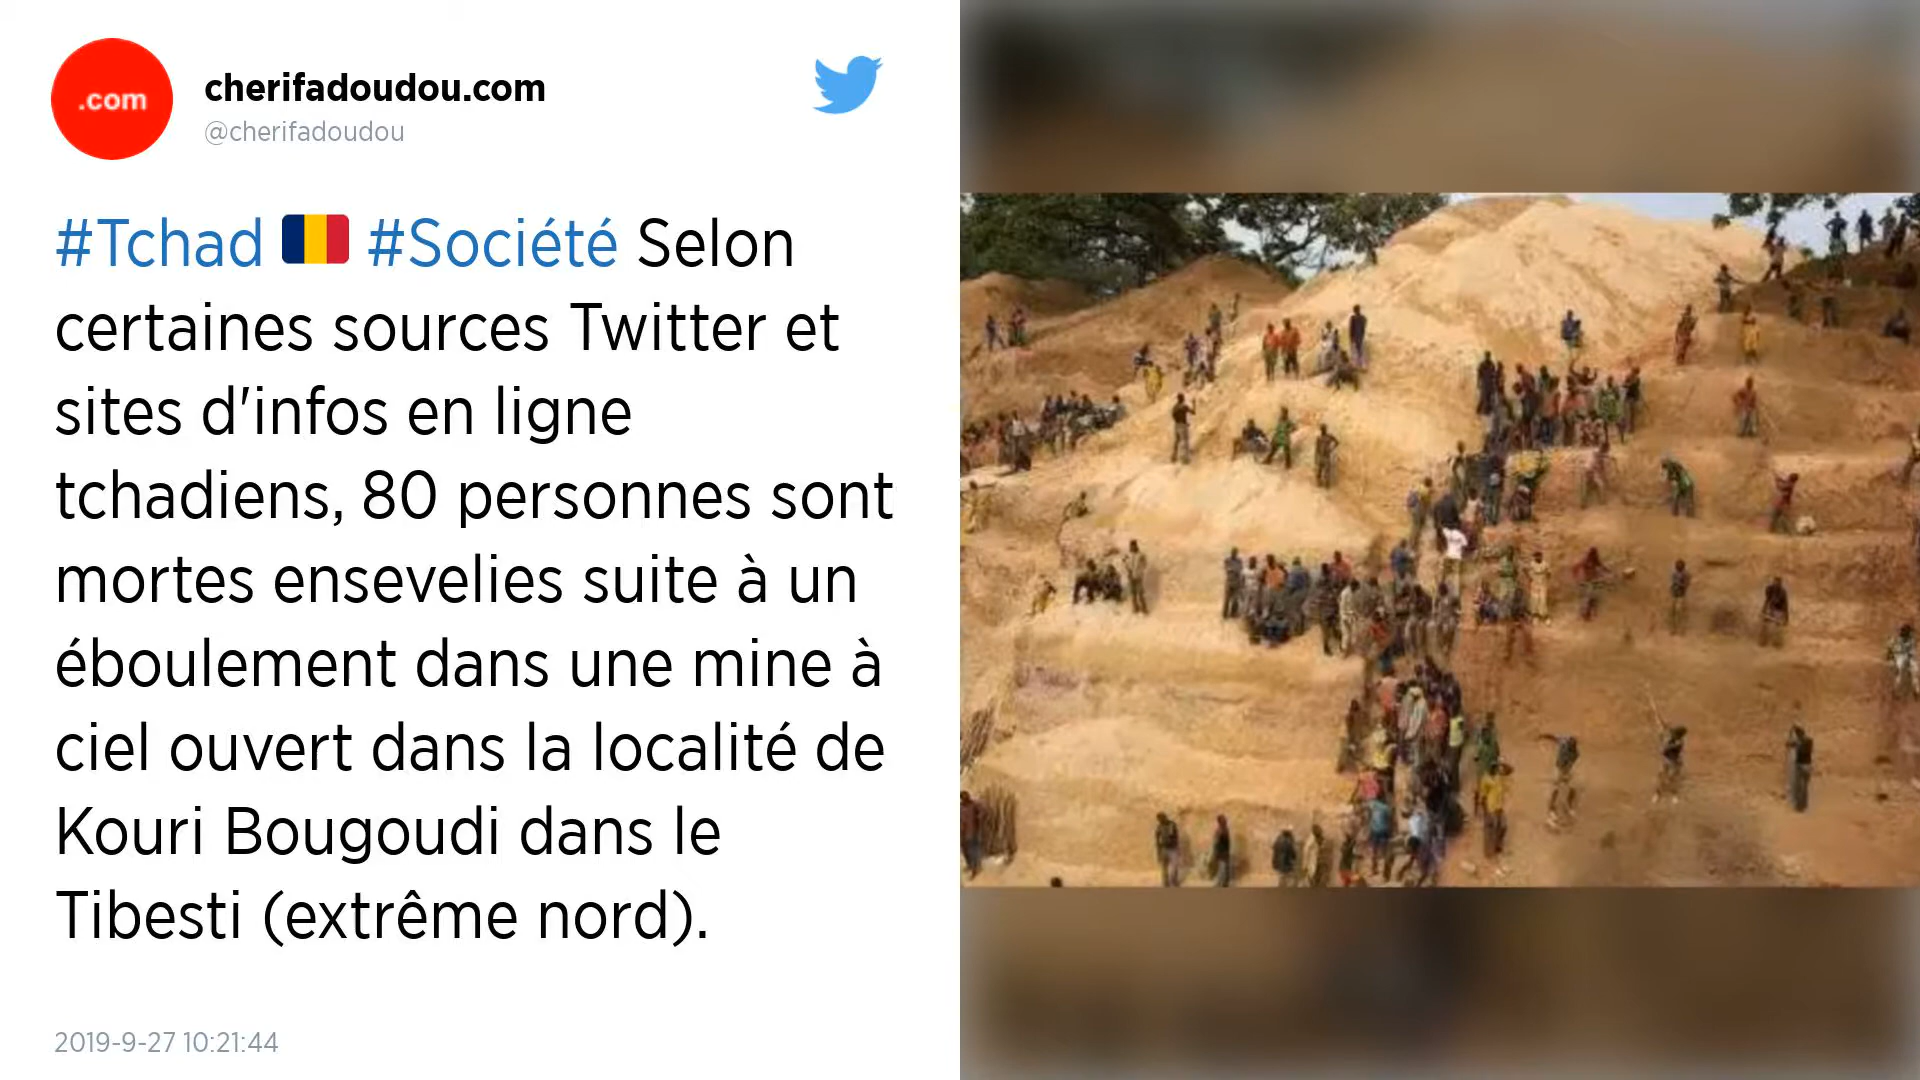 .com
cherifadoudou.com
@cherifadoudou
#Tchad 🇹🇩 #Société Selon
certaines sources Twitter et
sites d'infos en ligne
tchadiens, 80 personnes sont
mortes ensevelies suite à un
éboulement dans une mine à
ciel ouvert dans la localité de
Kouri Bougoudi dans le
Tibesti (extrême nord).
2019-9-27 10:21:44